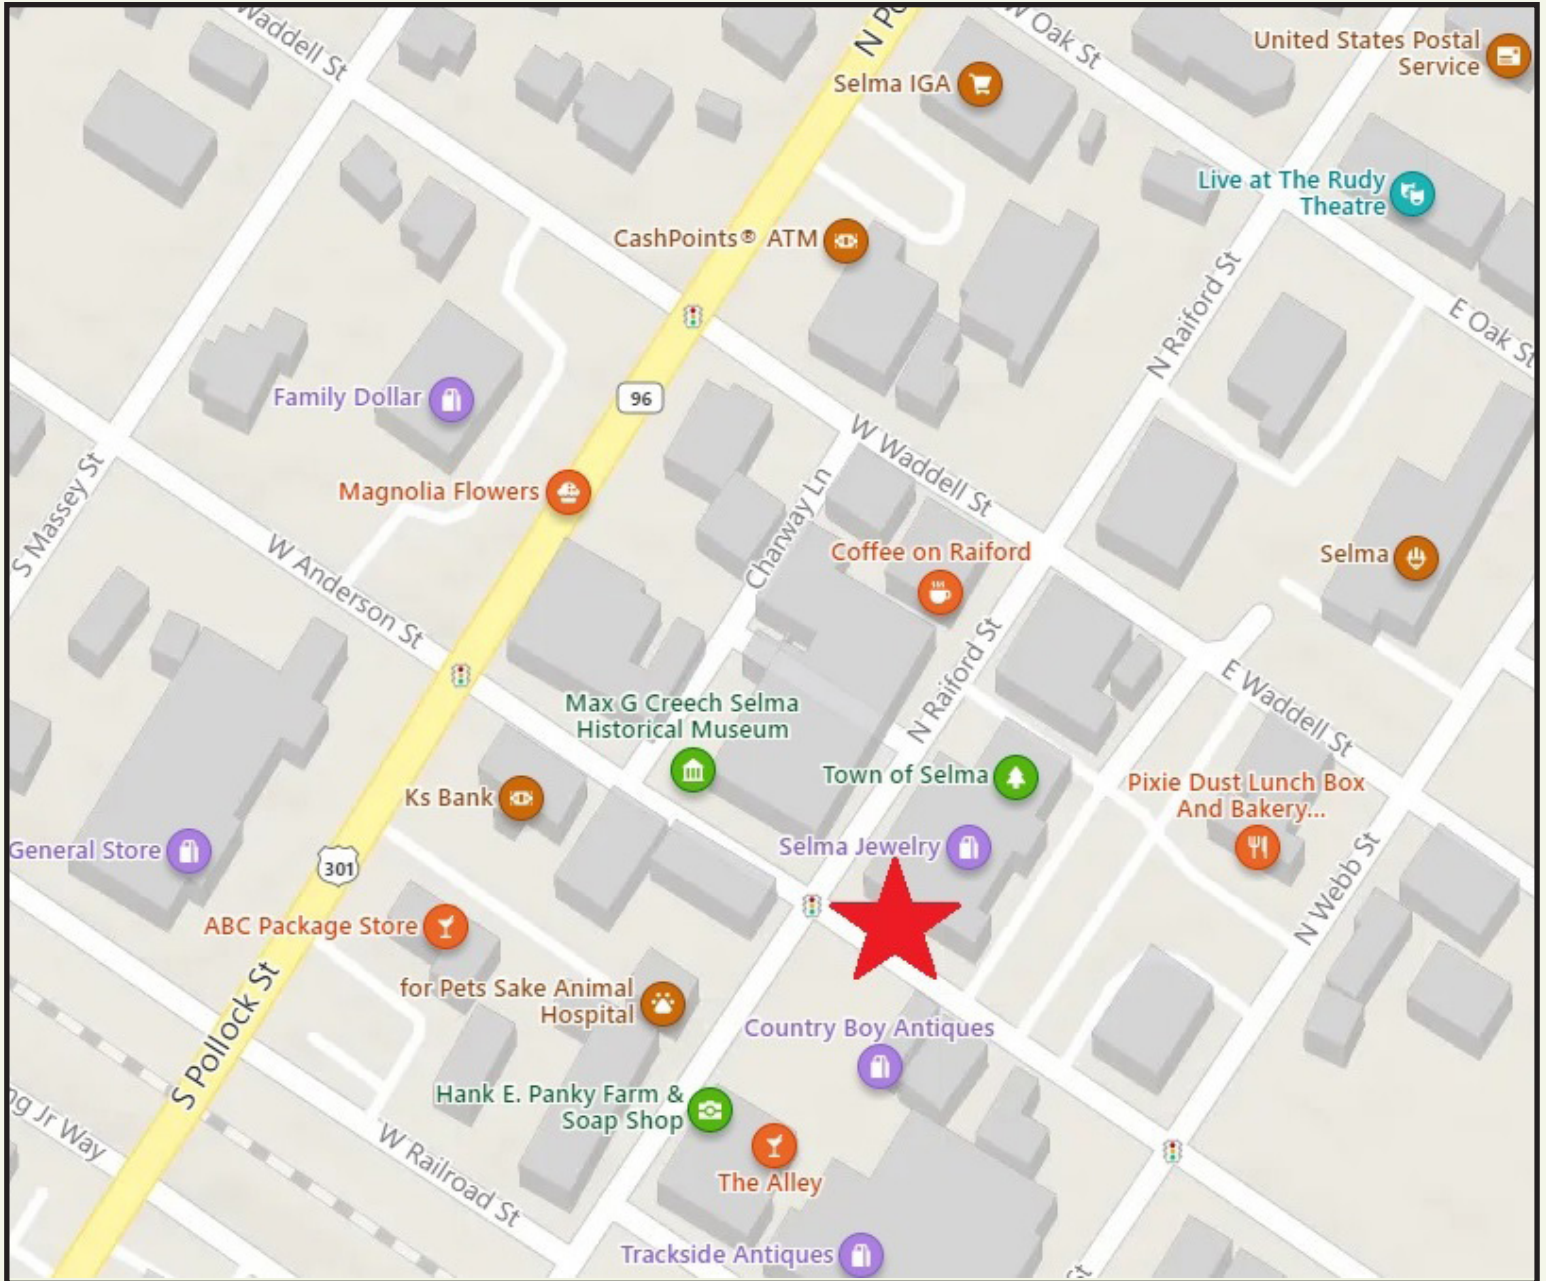 Waddell St
N Po
W Oak St
United States Postal
Service
Selma IGA
Live at The Rudy
Theatre
CashPoints® ATM
N Raiford St
E Oak St
96
Family Dollar
W Waddell St
S Massey St
Magnolia Flowers
Charway Ln
W Anderson St
Coffee on Raiford
Selma
N Raiford St
E Waddell St
Max G Creech Selma
Historical Museum
Town of Selma
Pixie Dust Lunch Box
And Bakery...
Ks Bank
General Store
Selma Jewelry
301
N Webb St
ABC Package Store
for Pets Sake Animal
Hospital
S Pollock St
Country Boy Antiques
Hank E. Panky Farm &
Soap Shop
ng Jr Way
W Railroad St
The Alley
Trackside Antiques
St